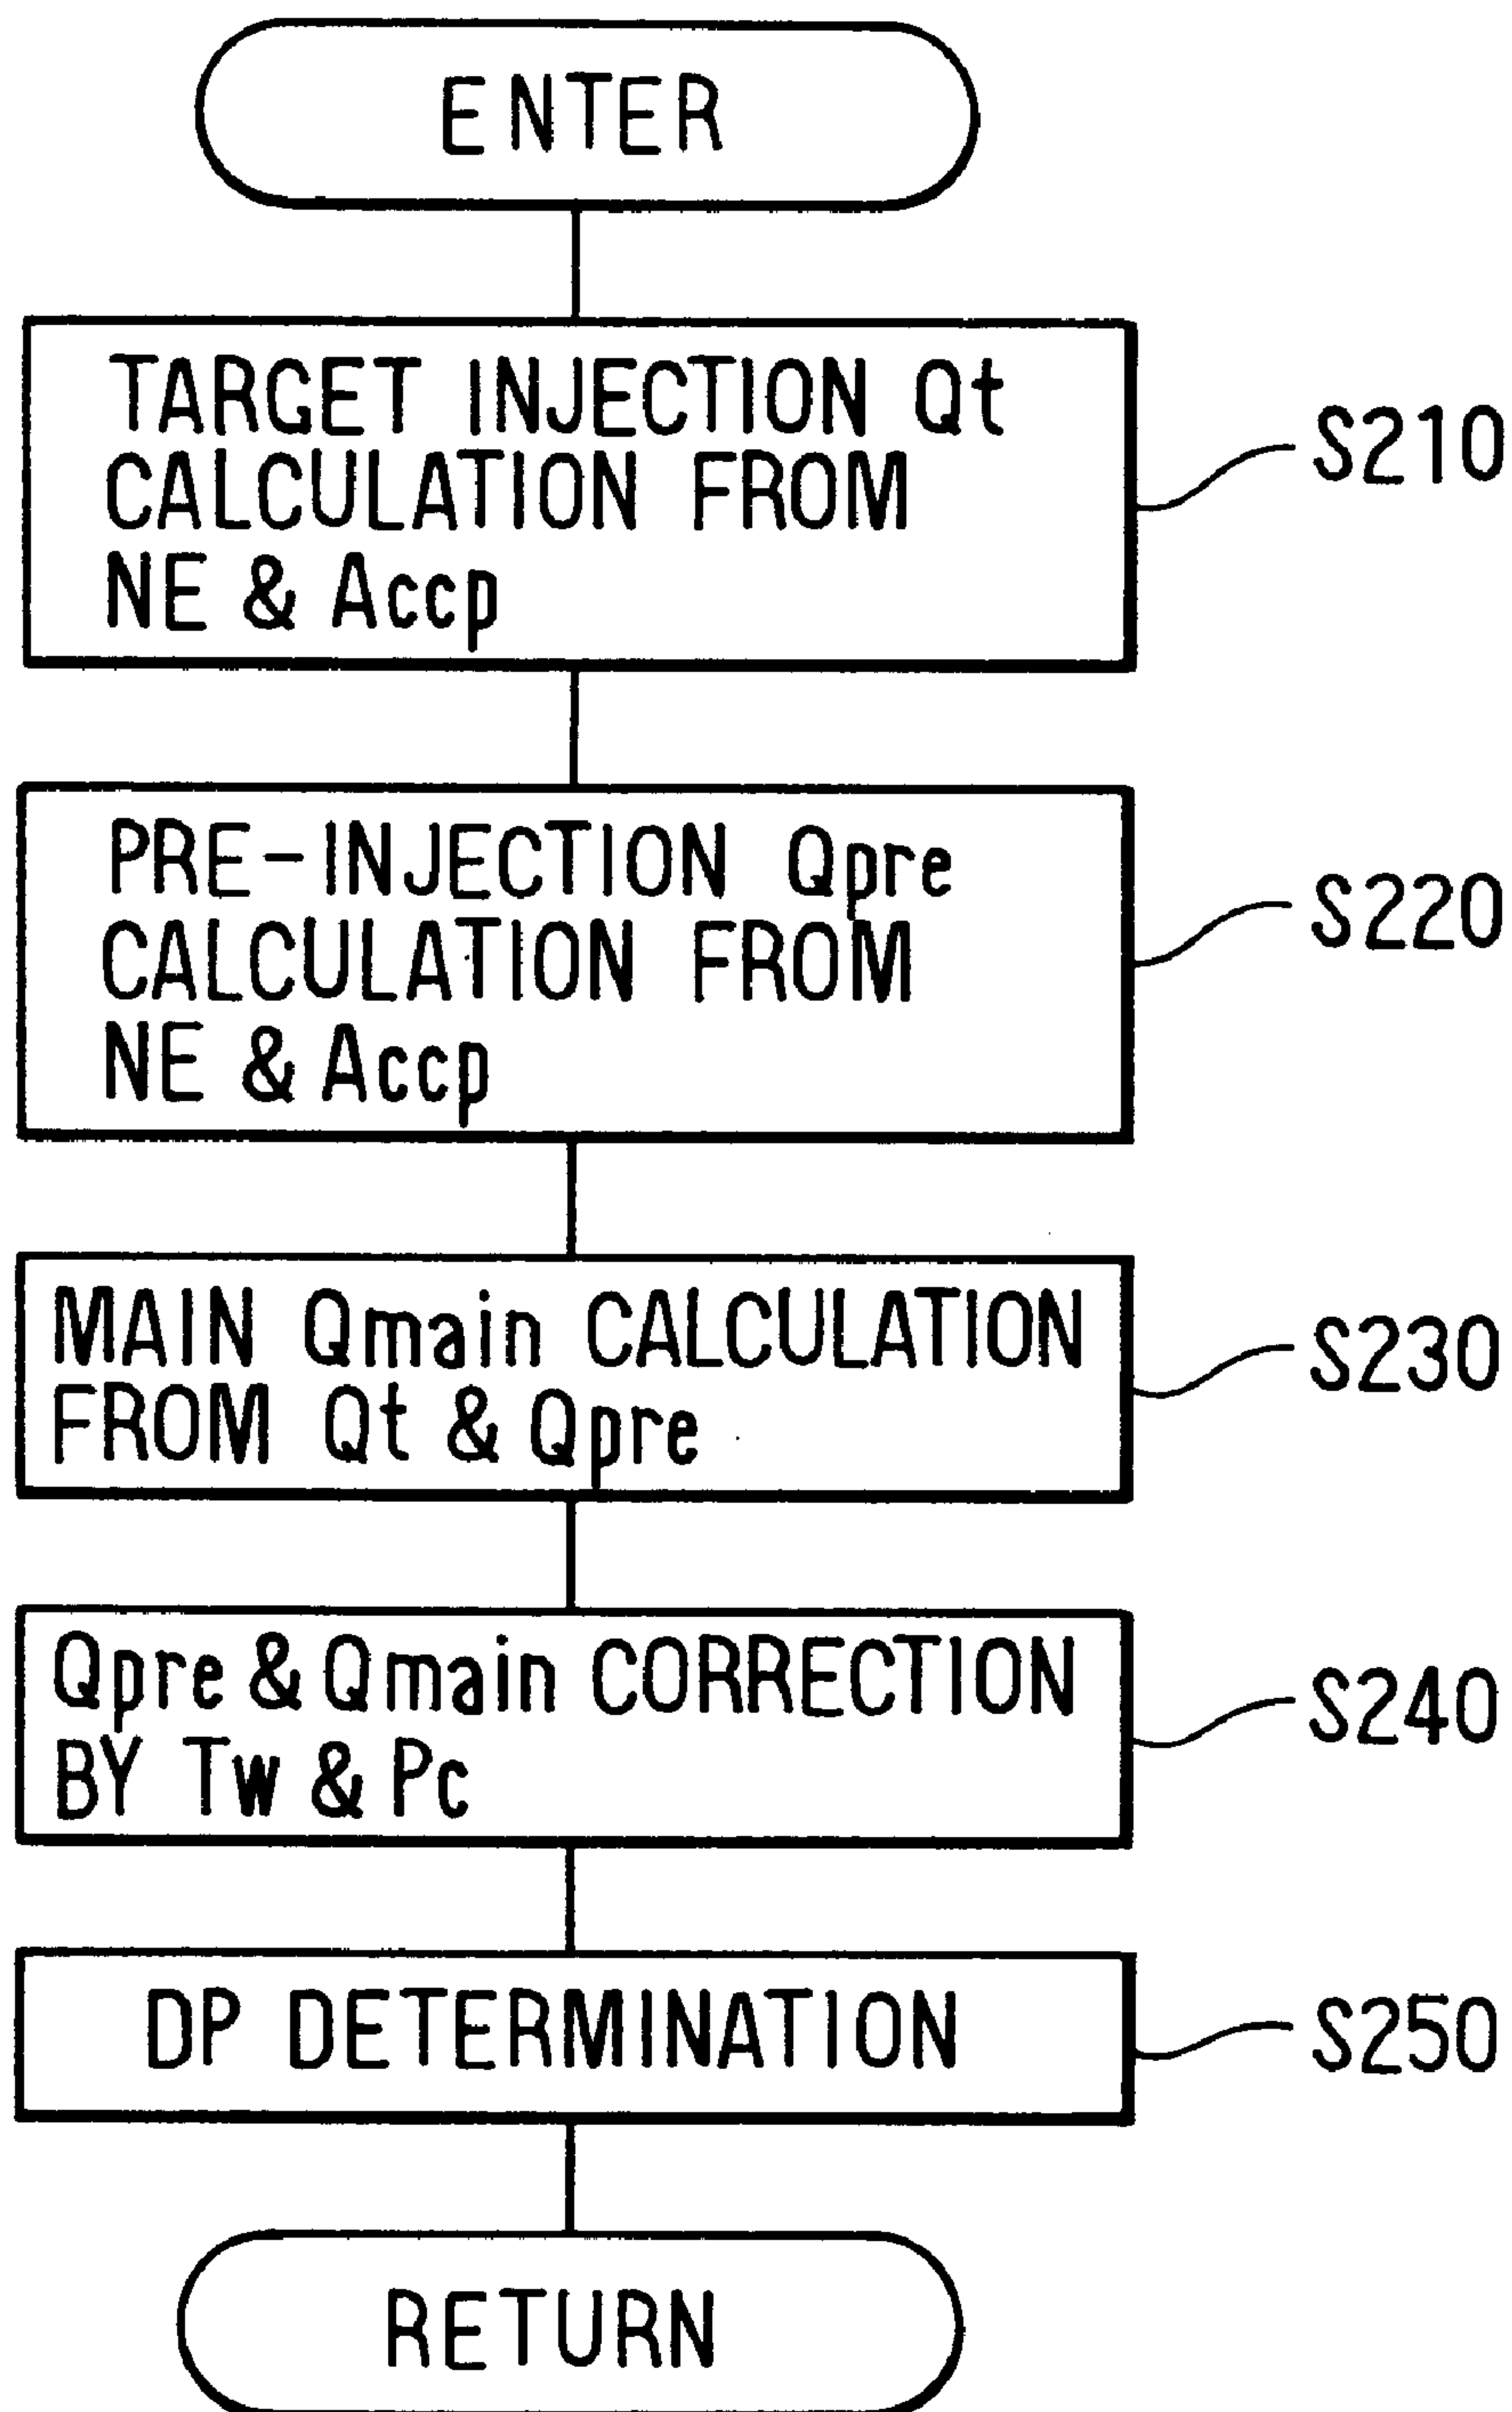 ENTER
TARGET INJECTION Qt
CALCULATION FROM
NE & Accp
S210
PRE-INJECTION Qpre
CALCULATION FROM
NE & Accp
S220
MAIN Qmain CALCULATION
FROM Qt & Qpre
S230
Qpre & Qmain CORRECTION
BY Tw & Pc
S240
DP DETERMINATION
S250
RETURN